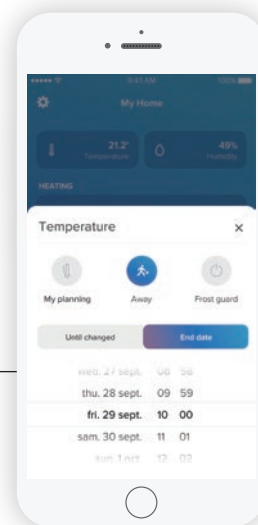 9:41 AM 100%
My Home
21.2° 49%
Temperature Humidity
HEATING
Temperature ×
My planning Away Frost guard
Until changed End date
wed. 27 sept. 08 58
thu. 28 sept. 09 59
fri. 29 sept. 10 00
sam. 30 sept. 11 01
sun. 1 oct. 12 02